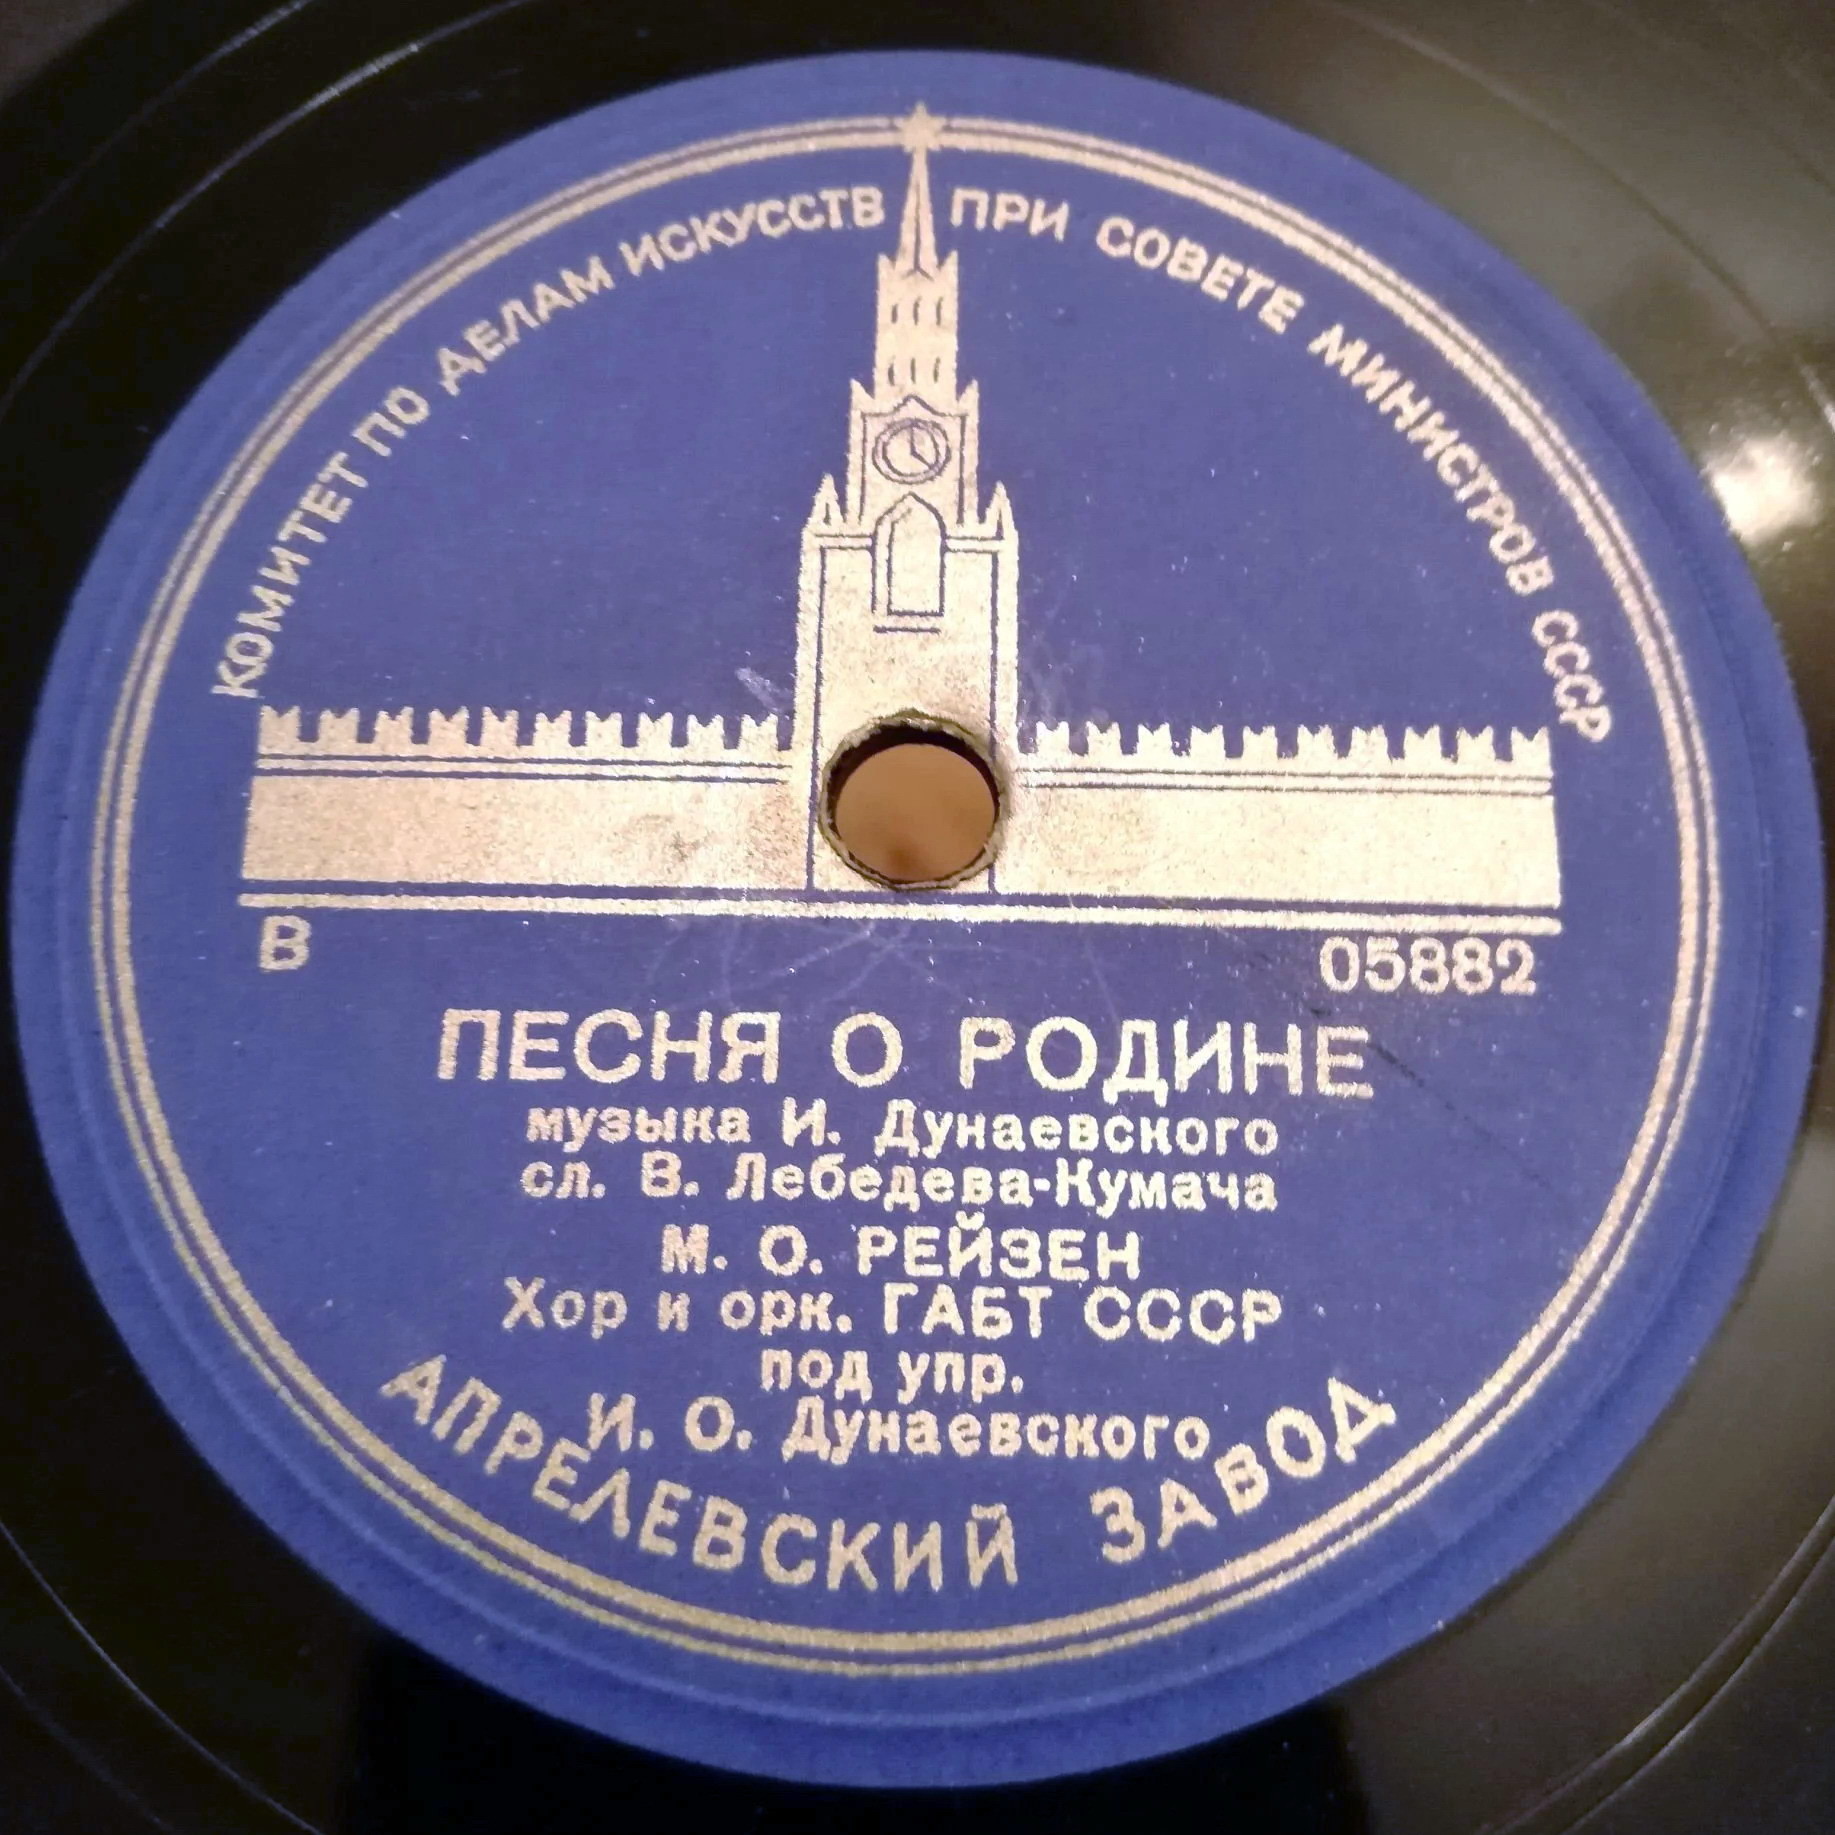 КОМИТЕТ ПО ДЕЛАМ ИСКУССТВ ПРИ СОВЕТЕ МИНИСТРОВ СССР
В 05882
ПЕСНЯ О РОДИНЕ
музыка И. Дунаевского
сл. В. Лебедева-Кумача
М. О. РЕЙЗЕН
Хор и орк. ГАБТ СССР
под упр.
И. О. Дунаевского
АПРЕЛЕВСКИЙ ЗАВОД